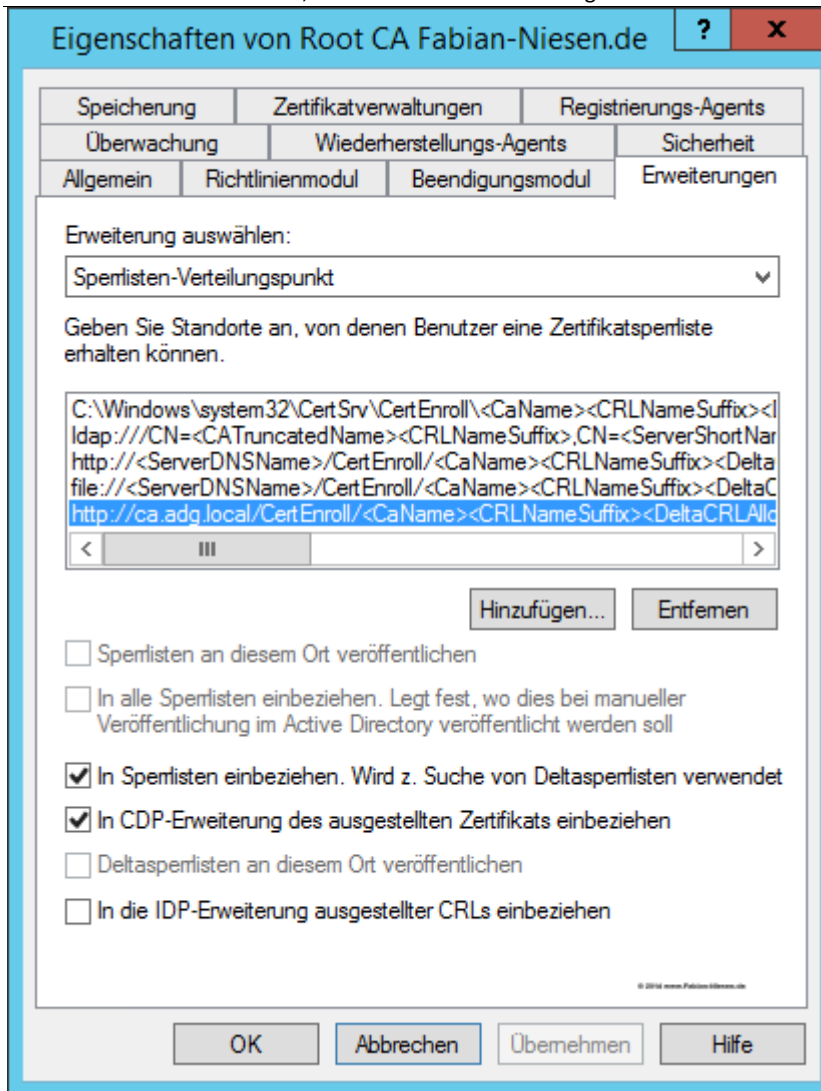 Eigenschaften von Root CA Fabian-Niesen.de ? x
Speicherung Zertifikatverwaltungen Registrierungs-Agents
Überwachung Wiederherstellungs-Agents Sicherheit
Allgemein Richtlinienmodul Beendigungsmodul Erweiterungen
Erweiterung auswählen:
Sperrlisten-Verteilungspunkt
Geben Sie Standorte an, von denen Benutzer eine Zertifikatsperrliste
erhalten können.
C:\Windows\system32\CertSrv\CertEnroll\<CaName><CRLNameSuffix><
ldap:///CN=<CATruncatedName><CRLNameSuffix>,CN=<ServerShortNar
http://<ServerDNSName>/CertEnroll/<CaName><CRLNameSuffix><Delta
file://<ServerDNSName>/CertEnroll/<CaName><CRLNameSuffix><DeltaC
http://ca.adg.local/CertEnroll/<CaName><CRLNameSuffix><DeltaCRLAllo
Hinzufügen... Entfernen
Sperrlisten an diesem Ort veröffentlichen
In alle Sperrlisten einbeziehen. Legt fest, wo dies bei manueller
Veröffentlichung im Active Directory veröffentlicht werden soll
In Sperrlisten einbeziehen. Wird z. Suche von Deltasperrlisten verwendet
In CDP-Erweiterung des ausgestellten Zertifikats einbeziehen
Deltasperrlisten an diesem Ort veröffentlichen
In die IDP-Erweiterung ausgestellter CRLs einbeziehen
© 2014 www.Fabian-Niesen.de
OK Abbrechen Übernehmen Hilfe